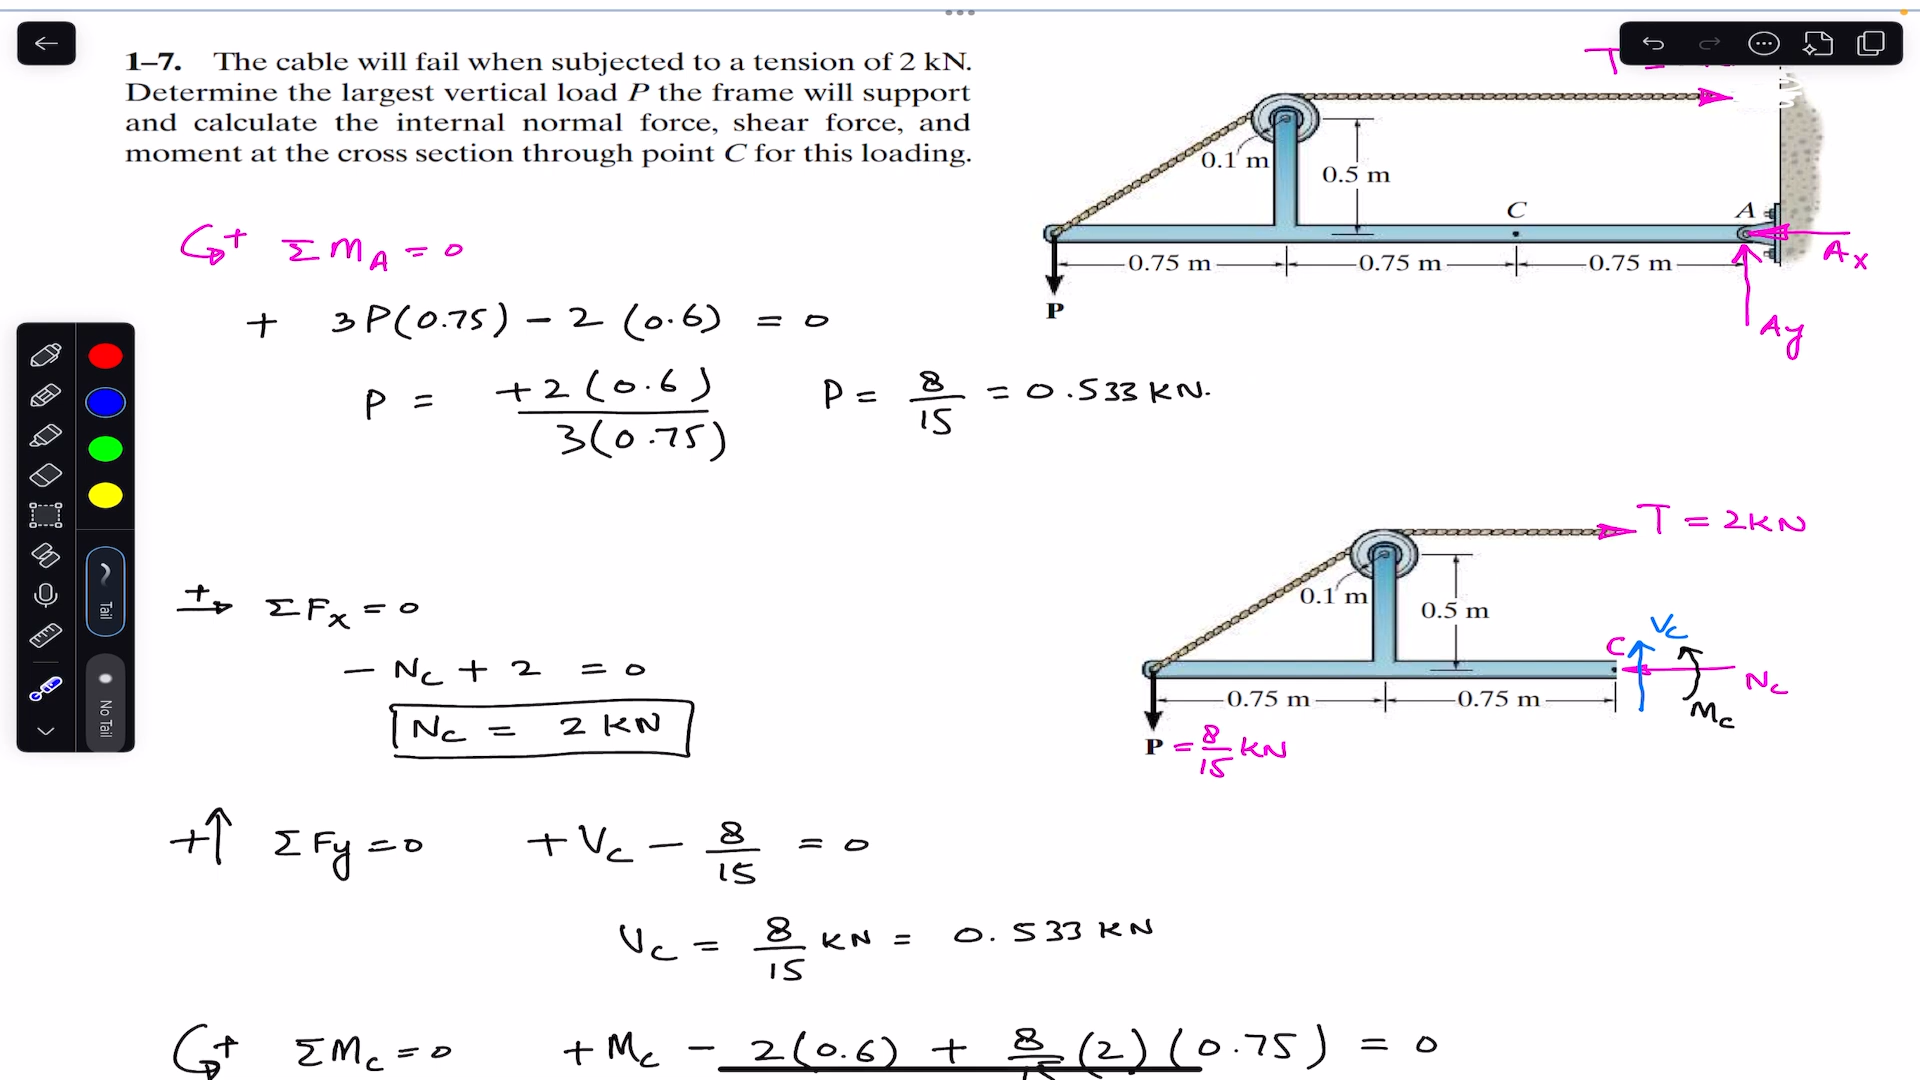 1–7. The cable will fail when subjected to a tension of 2 kN.
Determine the largest vertical load P the frame will support
and calculate the internal normal force, shear force, and
moment at the cross section through point C for this loading.
T
0.1 m
0.5 m
C
A
0.75 m
0.75 m
0.75 m
P
Ax
Ay
+ ΣMA = 0
+ 3P(0.75) – 2(0.6) = 0
P = +2(0.6) / 3(0.75)
P = 8/15 = 0.533 KN.
T = 2KN
0.1 m
0.5 m
C
Vc
Nc
Mc
0.75 m
0.75 m
P = 8/15 KN
+→ ΣFx = 0
– Nc + 2 = 0
Nc = 2 KN
+↑ ΣFy = 0 + Vc – 8/15 = 0
Vc = 8/15 KN = 0.533 KN
+ ΣMc = 0 + Mc – 2(0.6) + 8/15 (2)(0.75) = 0
Tail
No Tail